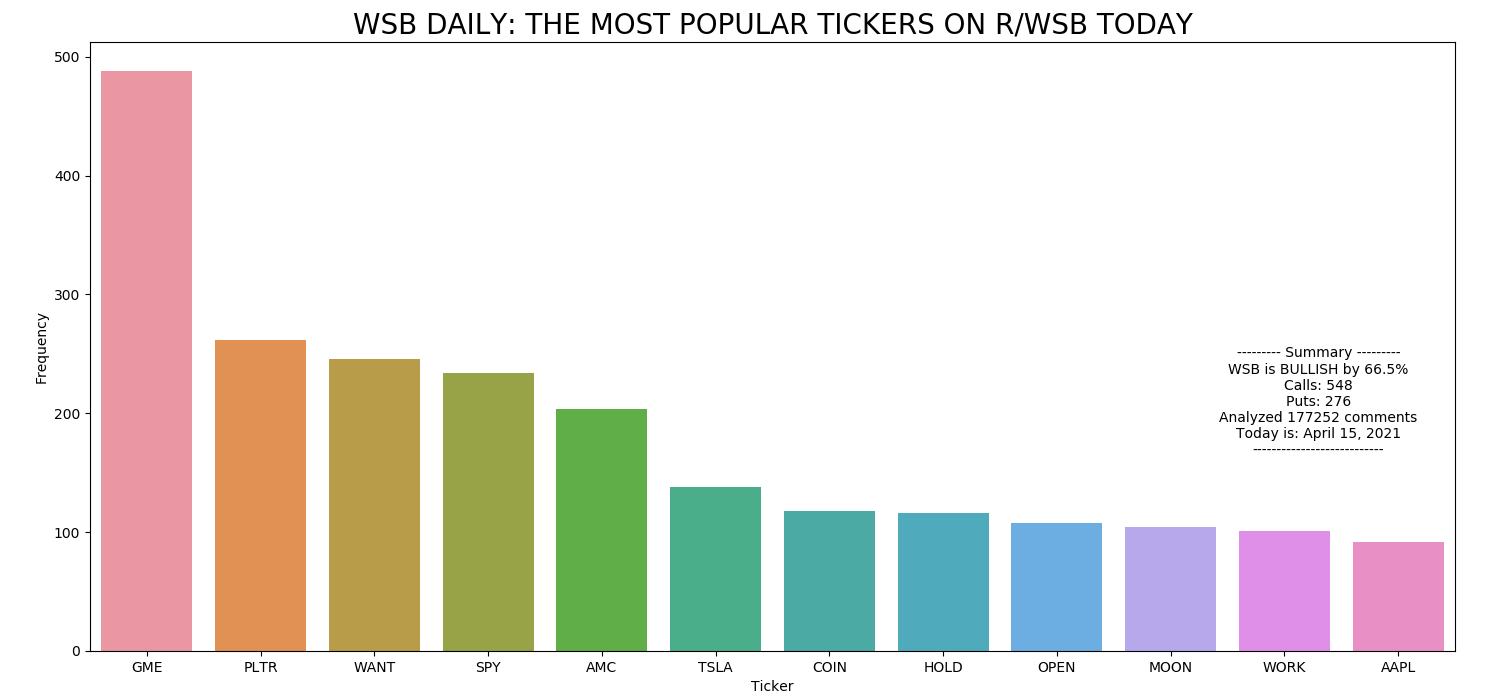 WSB DAILY: THE MOST POPULAR TICKERS ON R/WSB TODAY
500
400
300
200
100
0
Frequency
--------- Summary ---------
WSB is BULLISH by 66.5%
Calls: 548
Puts: 276
Analyzed 177252 comments
Today is: April 15, 2021
---------------------------
GME PLTR WANT SPY AMC TSLA COIN HOLD OPEN MOON WORK AAPL
Ticker